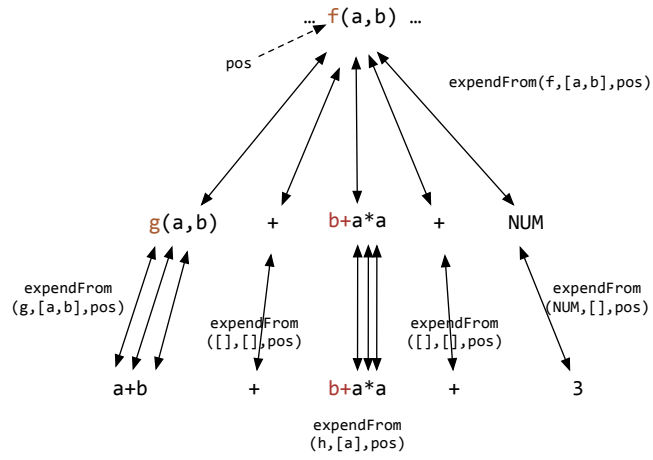 … f(a,b) …
pos
expendFrom(f,[a,b],pos)
g(a,b) + b+a*a + NUM
expendFrom
(g,[a,b],pos)
expendFrom
([],[],pos)
expendFrom
([],[],pos)
expendFrom
(NUM,[],pos)
a+b + b+a*a + 3
expendFrom
(h,[a],pos)